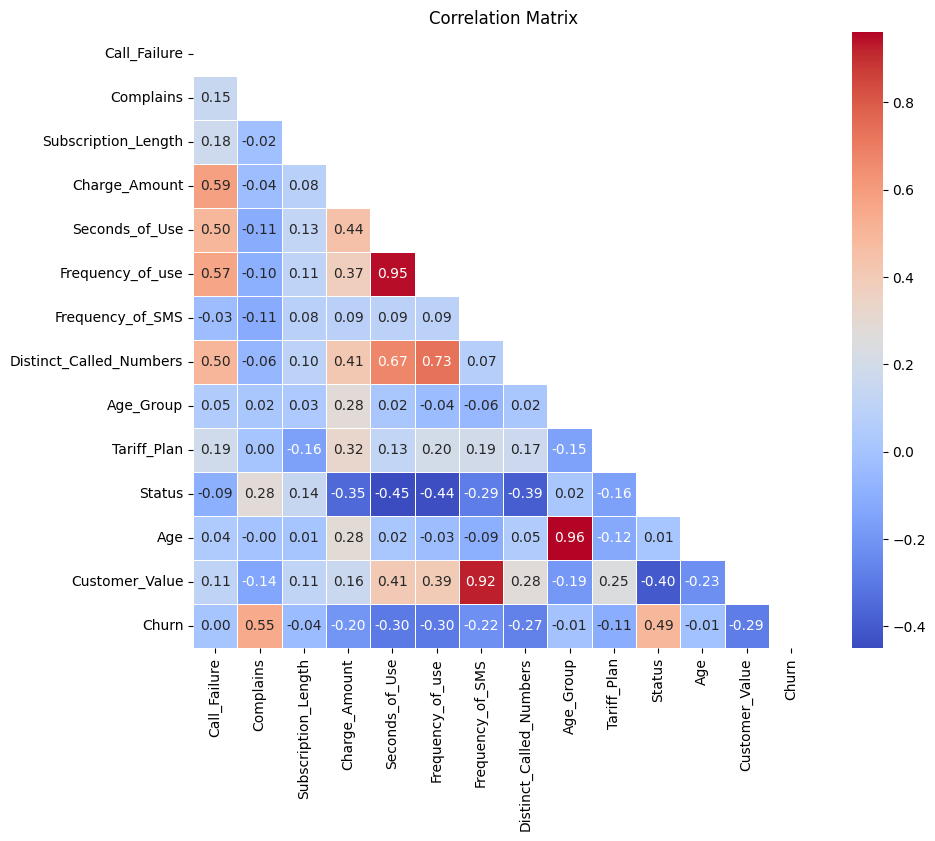 Correlation Matrix
Call_Failure
Complains 0.15
Subscription_Length 0.18 -0.02
Charge_Amount 0.59 -0.04 0.08
Seconds_of_Use 0.50 -0.11 0.13 0.44
Frequency_of_use 0.57 -0.10 0.11 0.37 0.95
Frequency_of_SMS -0.03 -0.11 0.08 0.09 0.09 0.09
Distinct_Called_Numbers 0.50 -0.06 0.10 0.41 0.67 0.73 0.07
Age_Group 0.05 0.02 0.03 0.28 0.02 -0.04 -0.06 0.02
Tariff_Plan 0.19 0.00 -0.16 0.32 0.13 0.20 0.19 0.17 -0.15
Status -0.09 0.28 0.14 -0.35 -0.45 -0.44 -0.29 -0.39 0.02 -0.16
Age 0.04 -0.00 0.01 0.28 0.02 -0.03 -0.09 0.05 0.96 -0.12 0.01
Customer_Value 0.11 -0.14 0.11 0.16 0.41 0.39 0.92 0.28 -0.19 0.25 -0.40 -0.23
Churn 0.00 0.55 -0.04 -0.20 -0.30 -0.30 -0.22 -0.27 -0.01 -0.11 0.49 -0.01 -0.29
Call_Failure
Complains
Subscription_Length
Charge_Amount
Seconds_of_Use
Frequency_of_use
Frequency_of_SMS
Distinct_Called_Numbers
Age_Group
Tariff_Plan
Status
Age
Customer_Value
Churn
0.8
0.6
0.4
0.2
0.0
−0.2
−0.4